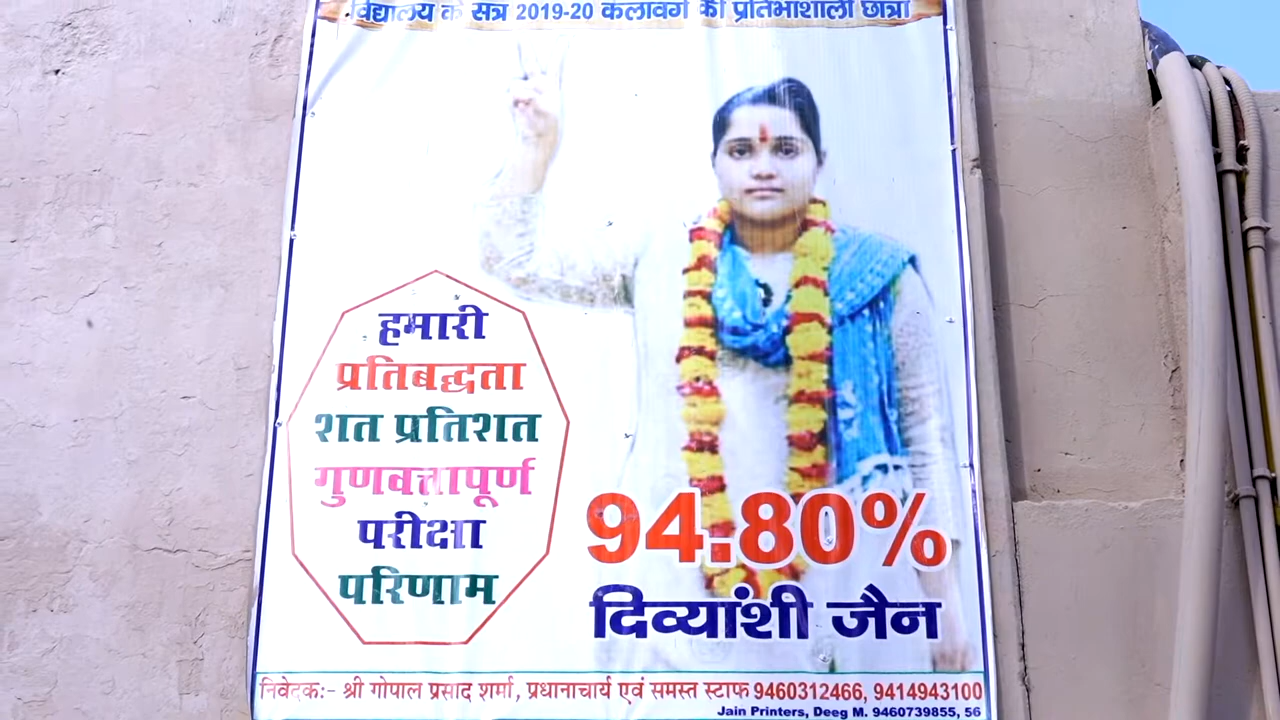 विद्यालय के सत्र 2019-20 कलावर्ग की प्रतिभाशाली छात्रा
हमारी
प्रतिबद्धता
शत प्रतिशत
गुणवत्तापूर्ण
परीक्षा
परिणाम
94.80%
दिव्यांशी जैन
निवेदक:- श्री गोपाल प्रसाद शर्मा, प्रधानाचार्य एवं समस्त स्टाफ 9460312466, 9414943100
Jain Printers, Deeg M. 9460739855, 56